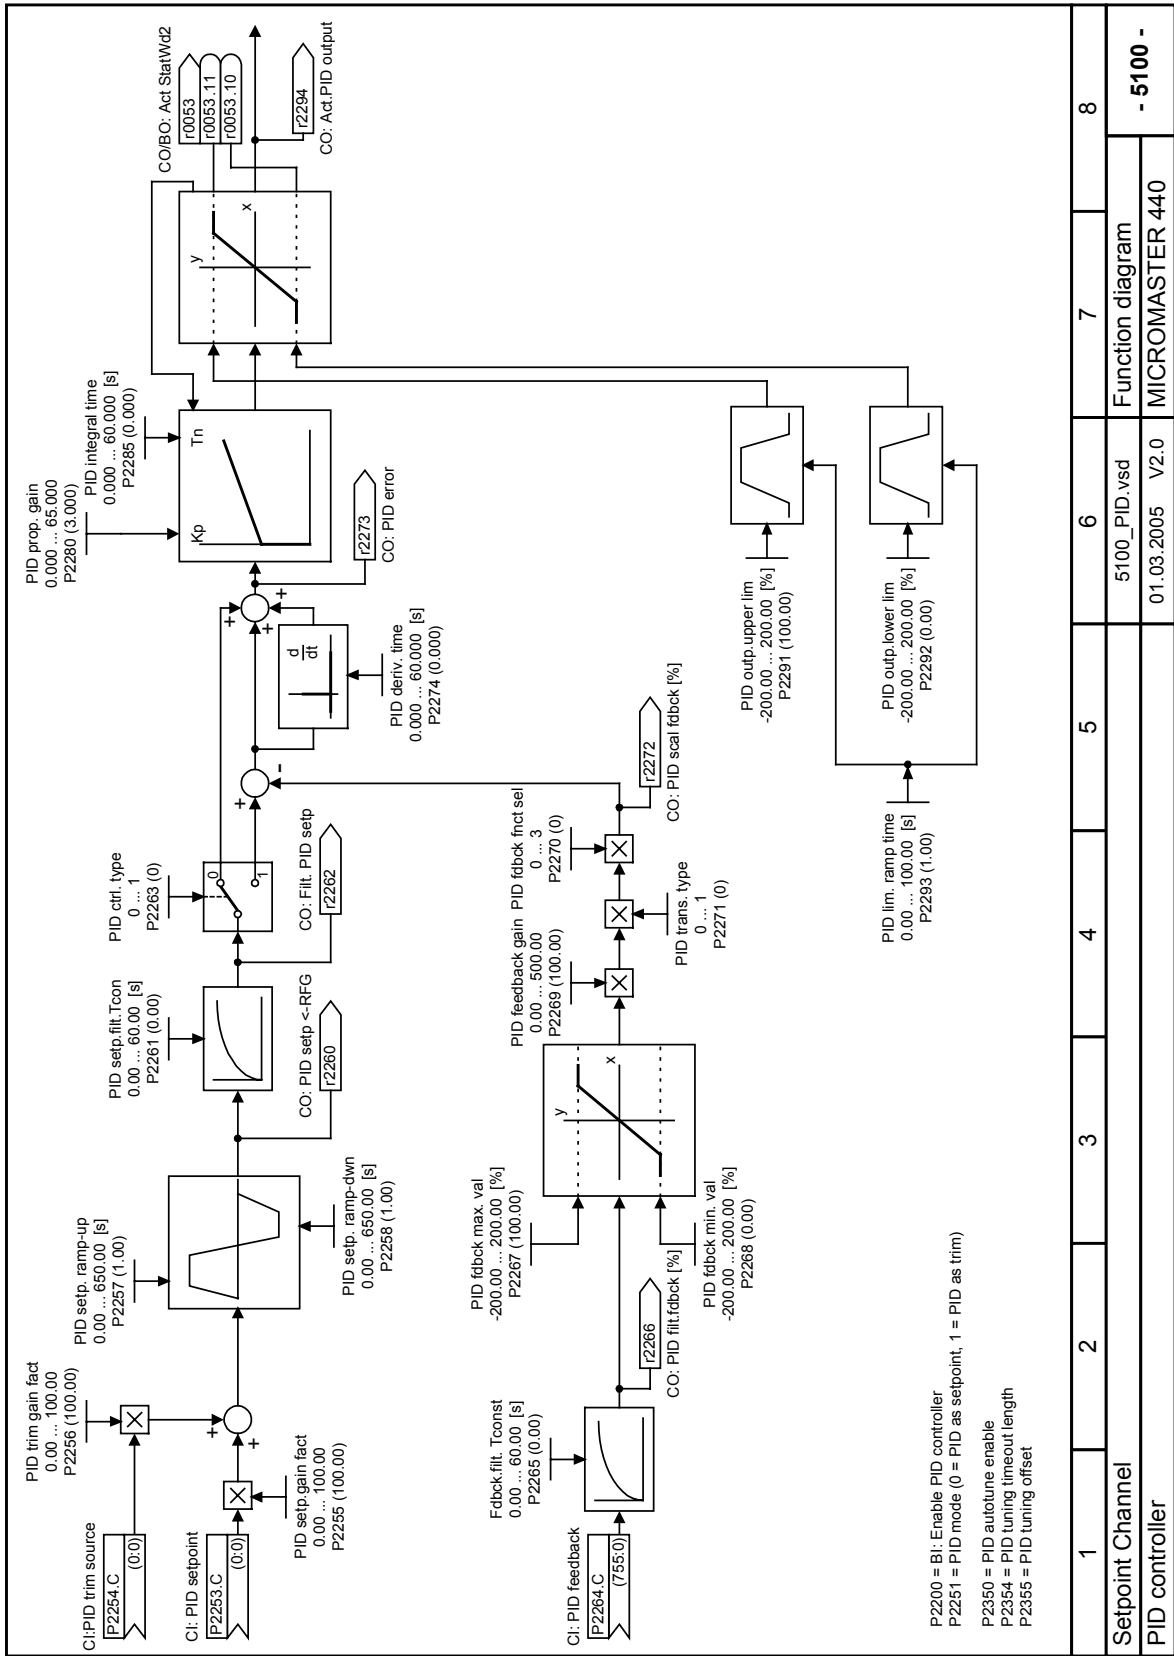 CI:PID trim source
P2254.C
(0:0)
CI: PID setpoint
P2253.C
(0:0)
PID trim gain fact
0.00 ... 100.00
P2256 (100.00)
PID setp.gain fact
0.00 ... 100.00
P2255 (100.00)
+
+
PID setp. ramp-up
0.00 ... 650.00 [s]
P2257 (1.00)
PID setp. ramp-dwn
0.00 ... 650.00 [s]
P2258 (1.00)
PID setp.filt.Tcon
0.00 ... 60.00 [s]
P2261 (0.00)
CO: PID setp <-RFG
r2260
PID ctrl. type
0 ... 1
P2263 (0)
0
1
CO: Filt. PID setp
r2262
+
-
+
+
+
d
dt
PID deriv. time
0.000 ... 60.000 [s]
P2274 (0.000)
r2273
CO: PID error
PID prop. gain
0.000 ... 65.000
P2280 (3.000)
PID integral time
0.000 ... 60.000 [s]
P2285 (0.000)
Kp
Tn
y
x
CO/BO: Act StatWd2
r0053
r0053.11
r0053.10
r2294
CO: Act.PID output
CI: PID feedback
P2264.C
(755:0)
Fdbck.filt. Tconst
0.00 ... 60.00 [s]
P2265 (0.00)
r2266
CO: PID filt.fdbck [%]
PID fdbck max. val
-200.00 ... 200.00 [%]
P2267 (100.00)
PID fdbck min. val
-200.00 ... 200.00 [%]
P2268 (0.00)
y
x
PID feedback gain
0.00 ... 500.00
P2269 (100.00)
PID trans. type
0 ... 1
P2271 (0)
PID fdbck fnct sel
0 ... 3
P2270 (0)
r2272
CO: PID scal fdbck [%]
PID outp.upper lim
-200.00 ... 200.00 [%]
P2291 (100.00)
PID outp.lower lim
-200.00 ... 200.00 [%]
P2292 (0.00)
PID lim. ramp time
0.00 ... 100.00 [s]
P2293 (1.00)
P2200 = BI: Enable PID controller
P2251 = PID mode (0 = PID as setpoint, 1 = PID as trim)
P2350 = PID autotune enable
P2354 = PID tuning timeout length
P2355 = PID tuning offset
1 2 3 4 5 6 7 8
Setpoint Channel
5100_PID.vsd
Function diagram
- 5100 -
PID controller
01.03.2005 V2.0
MICROMASTER 440